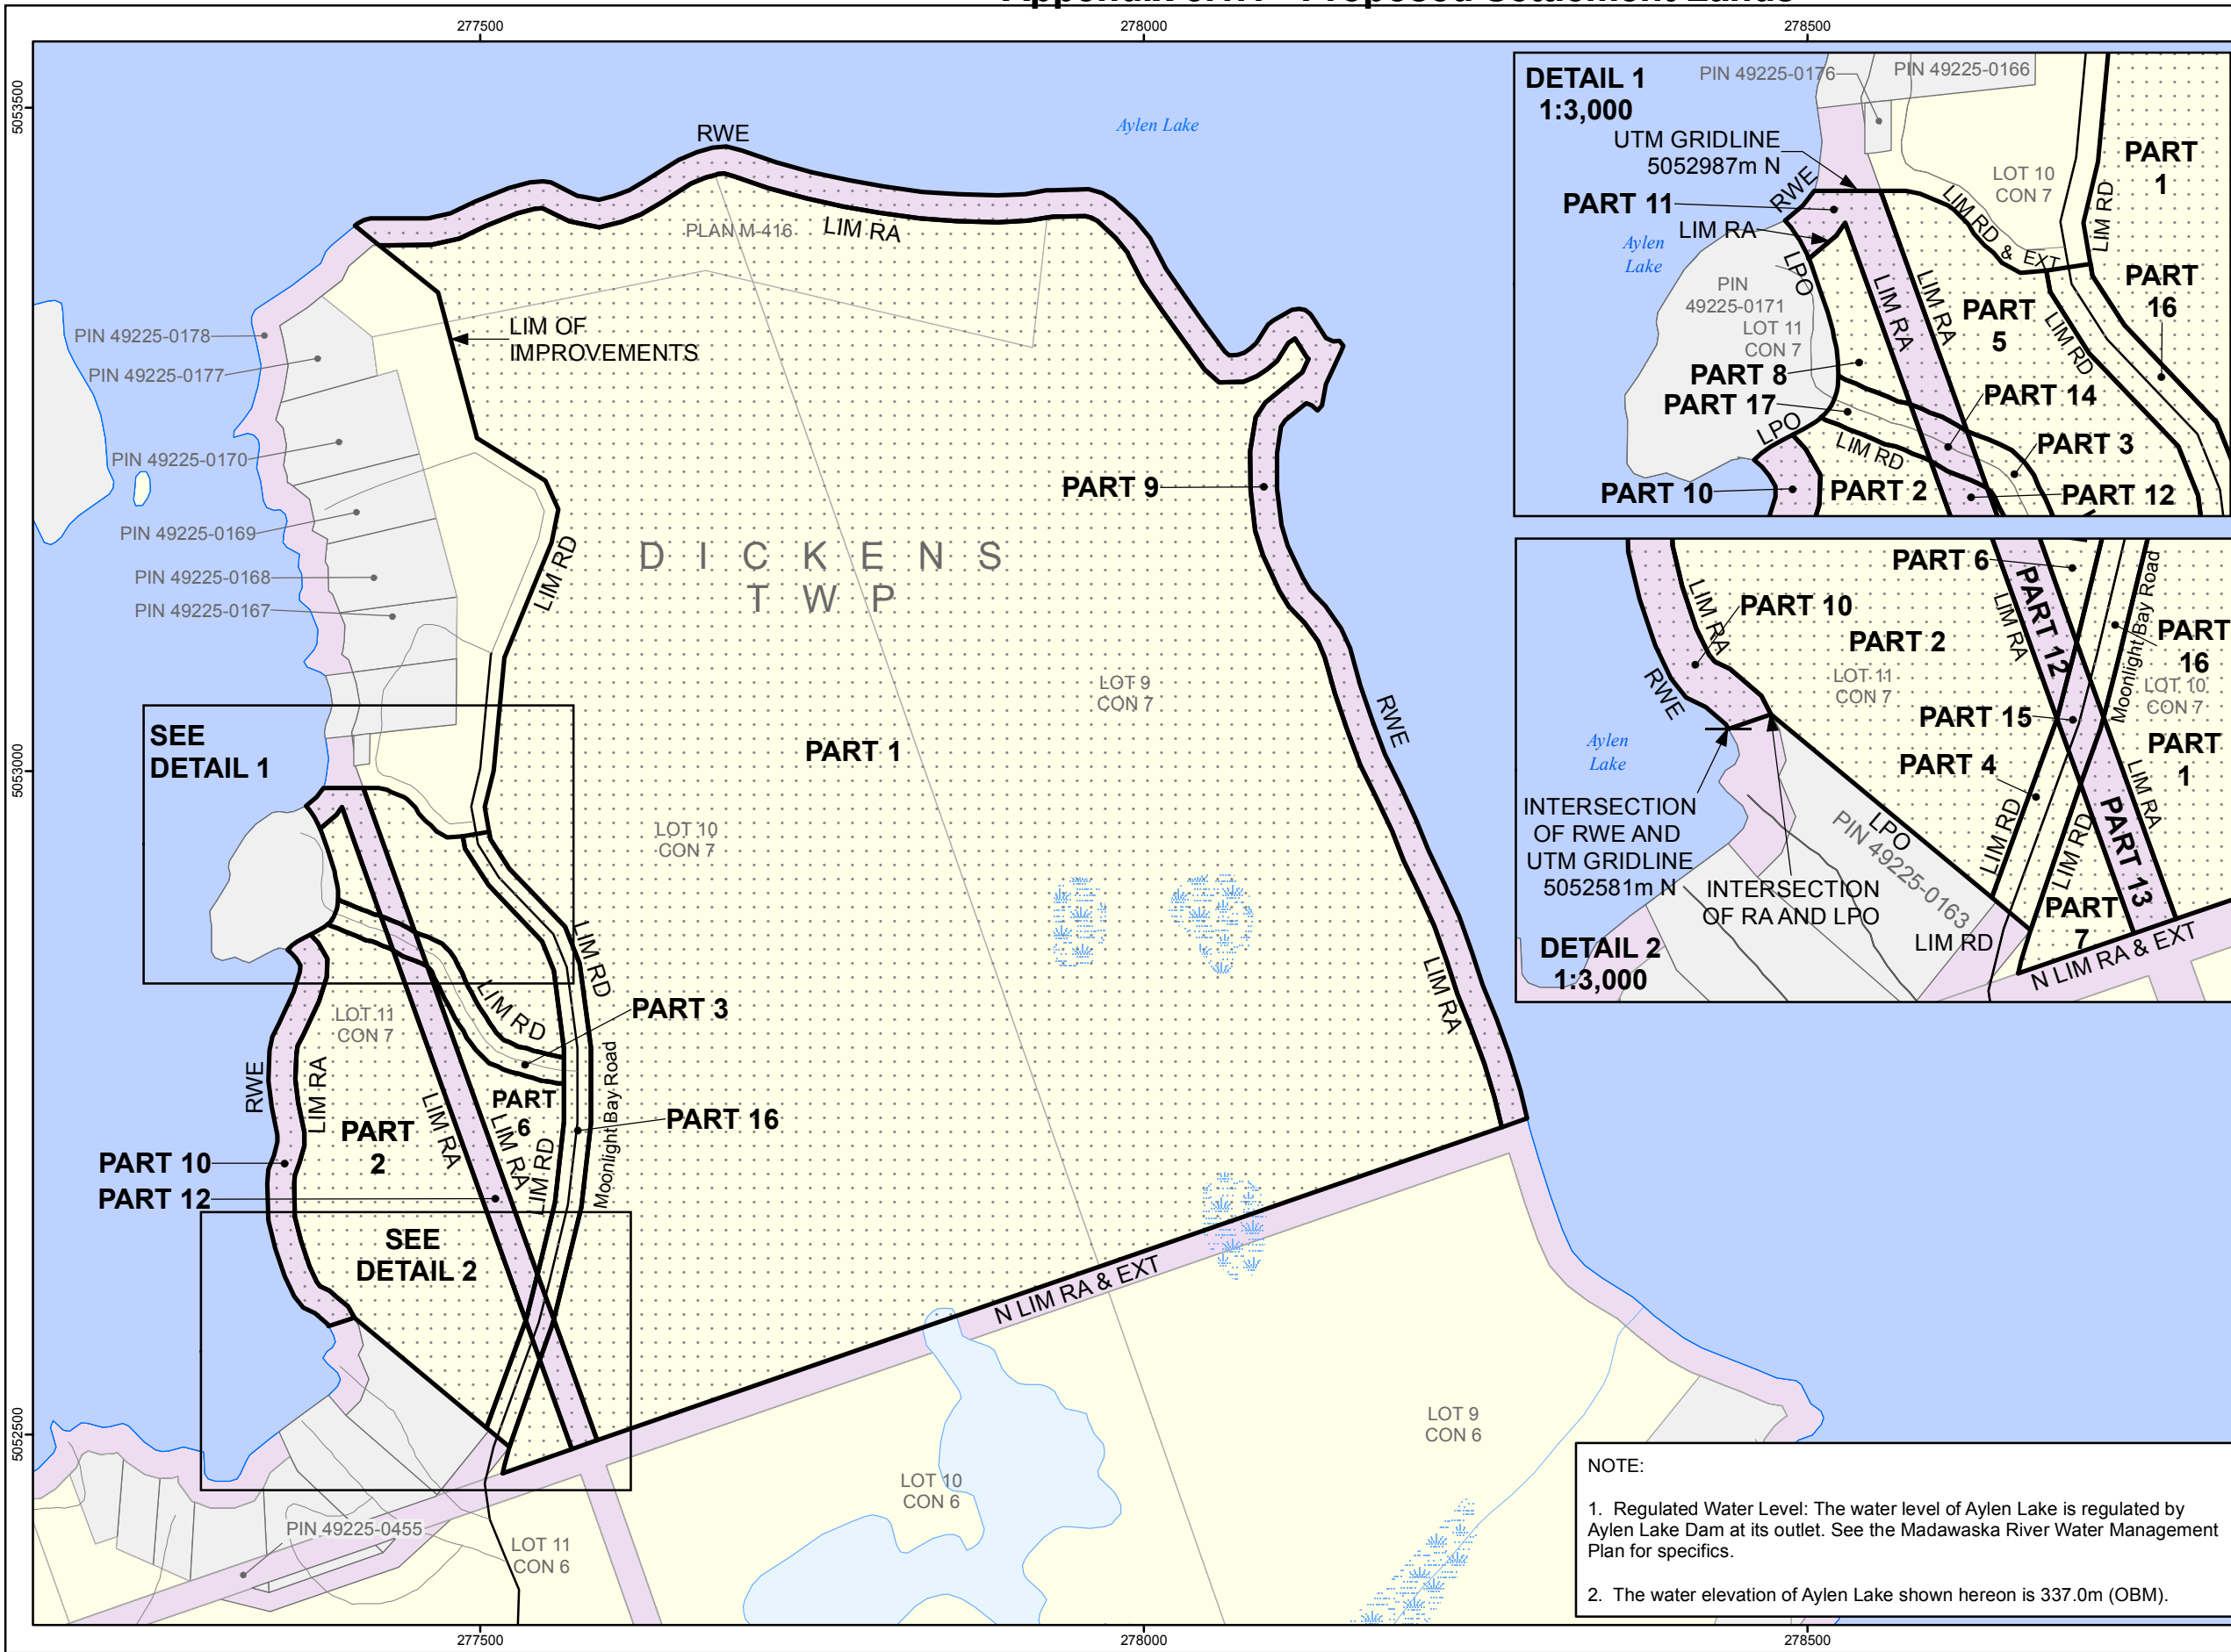 Appendix
Proposed Settlement Lands
277500
278000
278500
5053500
5053000
5052500
RWE
Aylen Lake
PLAN M-416
LIM RA
LIM OF
IMPROVEMENTS
PIN 49225-0178
PIN 49225-0177
PIN 49225-0170
PIN 49225-0169
PIN 49225-0168
PIN 49225-0167
LIM RD
DICKENS
TWP
PART 9
LOT 9
CON 7
RWE
PART 1
SEE
DETAIL 1
LOT 10
CON 7
LIM RD
LIM RD
PART 3
LOT 11
CON 7
RWE
LIM RA
LIM RA
PART
2
LIM RA
LIM RA
PART
6
LIM RD
Moonlight Bay Road
PART 16
PART 10
PART 12
SEE
DETAIL 2
N LIM RA & EXT
LOT 9
CON 6
LOT 10
CON 6
LOT 11
CON 6
PIN 49225-0455
DETAIL 1
1:3,000
PIN 49225-0176
PIN 49225-0166
UTM GRIDLINE
5052987m N
PART
1
LOT 10
CON 7
RWE
PART 11
LIM RA
LIM RD & EXT
LIM RD
Aylen
Lake
LPO
PIN
49225-0171
LOT 11
CON 7
LIM RA
LIM RA
PART
5
PART
16
LIM RD
PART 8
PART 17
PART 14
LPO
LIM RD
PART 3
PART 10
PART 2
PART 12
PART 6
PART 10
LIM RA
PART 2
LIM RA
PART 12
Moonlight Bay Road
PART
16
LOT 11
CON 7
LOT 10
CON 7
RWE
PART 15
Aylen
Lake
PART 4
PART
1
LIM RA
INTERSECTION
OF RWE AND
UTM GRIDLINE
5052581m N
LPO
PIN 49225-0163
LIM RD
LIM RD
PART 13
INTERSECTION
OF RA AND LPO
PART
7
LIM RD
N LIM RA & EXT
DETAIL 2
1:3,000
NOTE:
1. Regulated Water Level: The water level of Aylen Lake is regulated by
Aylen Lake Dam at its outlet. See the Madawaska River Water Management
Plan for specifics.
2. The water elevation of Aylen Lake shown hereon is 337.0m (OBM).
277500
278000
278500